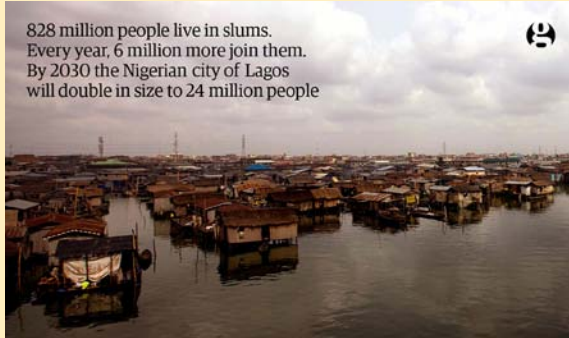 828 million people live in slums.
Every year, 6 million more join them.
By 2030 the Nigerian city of Lagos
will double in size to 24 million people
g